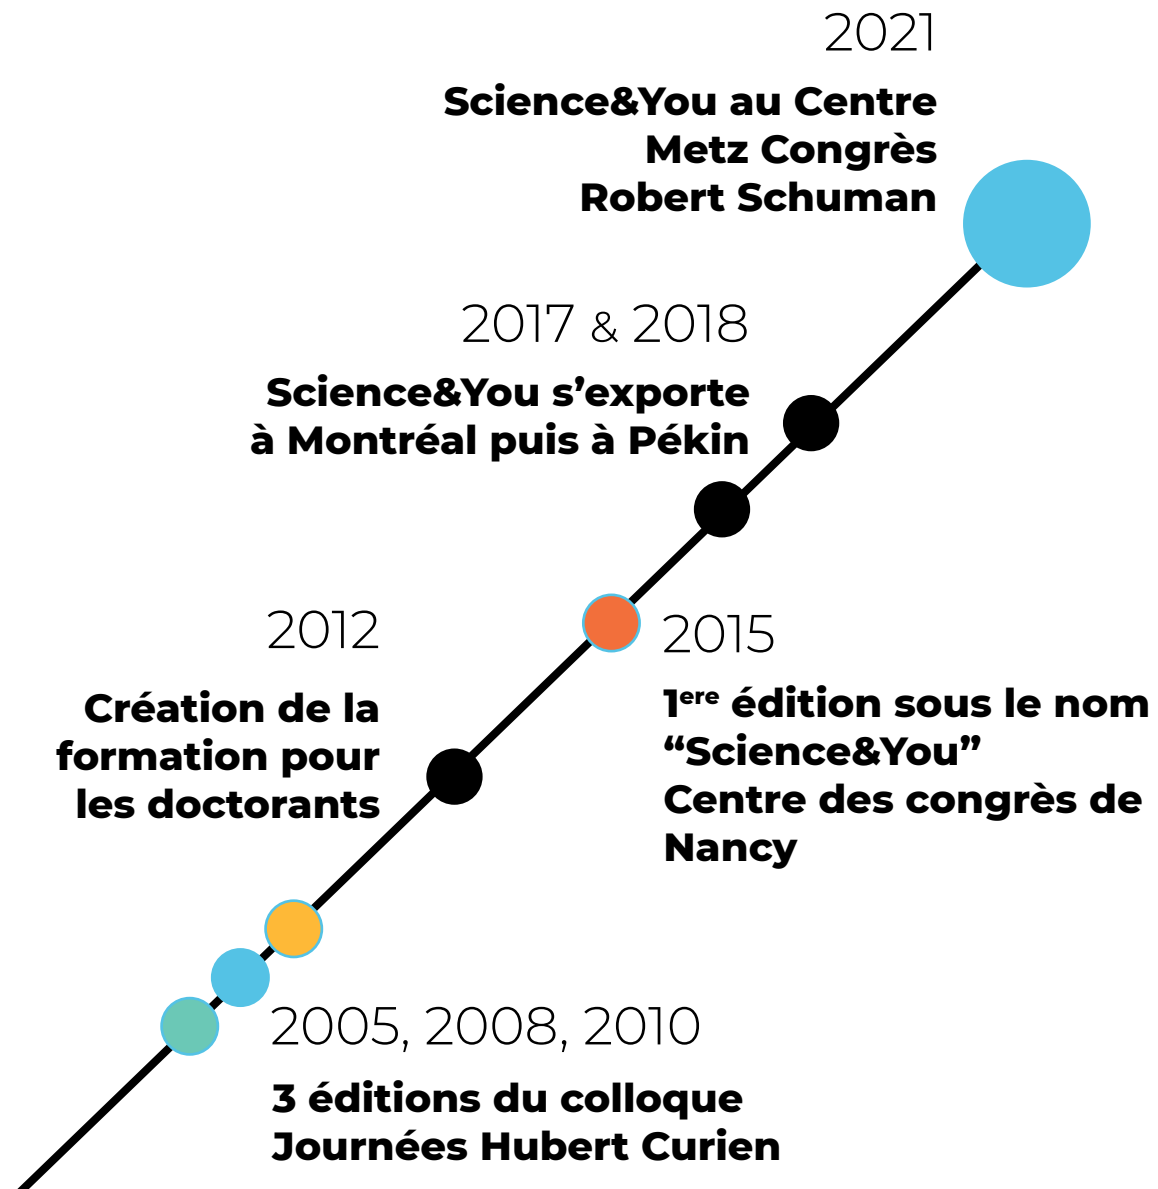 2021
Science&You au Centre
Metz Congrès
Robert Schuman
2017 & 2018
Science&You s’exporte
à Montréal puis à Pékin
2012
Création de la
formation pour
les doctorants
2015
1ere édition sous le nom
“Science&You”
Centre des congrès de
Nancy
2005, 2008, 2010
3 éditions du colloque
Journées Hubert Curien